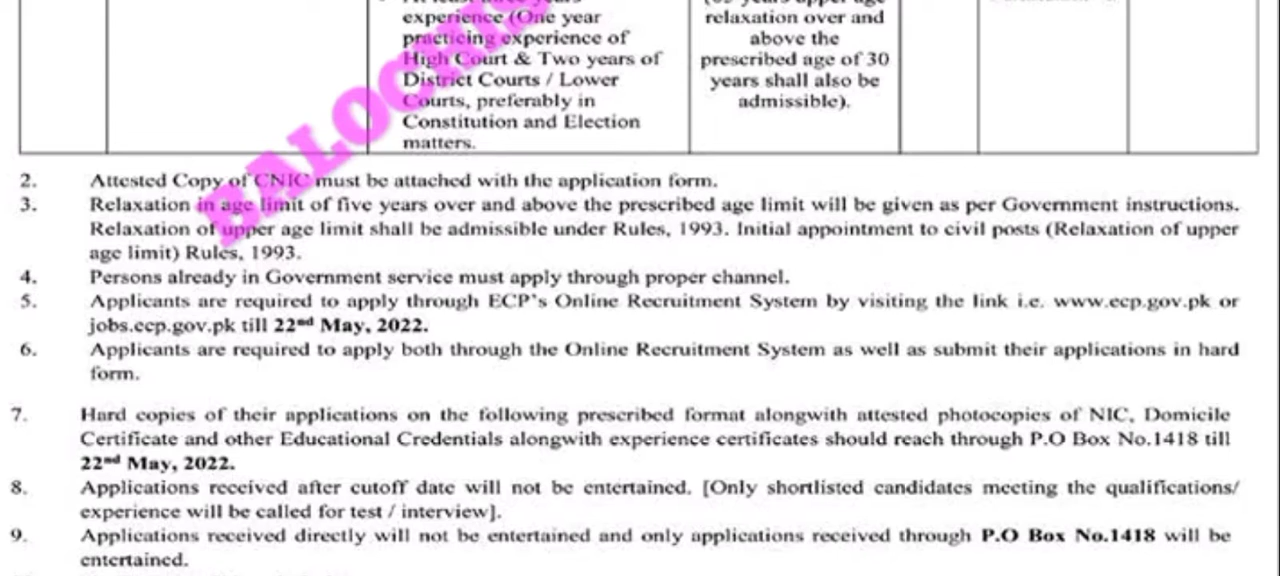 experience (One year
practicing experience of
High Court & Two years of
District Courts / Lower
Courts, preferably in
Constitution and Election
matters.
relaxation over and
above the
prescribed age of 30
years shall also be
admissible).
BALOCHIS
2. Attested Copy of CNIC must be attached with the application form.
3. Relaxation in age limit of five years over and above the prescribed age limit will be given as per Government instructions.
Relaxation of upper age limit shall be admissible under Rules, 1993. Initial appointment to civil posts (Relaxation of upper
age limit) Rules, 1993.
4. Persons already in Government service must apply through proper channel.
5. Applicants are required to apply through ECP's Online Recruitment System by visiting the link i.e. www.ecp.gov.pk or
jobs.ecp.gov.pk till 22nd May, 2022.
6. Applicants are required to apply both through the Online Recruitment System as well as submit their applications in hard
form.
7. Hard copies of their applications on the following prescribed format alongwith attested photocopies of NIC, Domicile
Certificate and other Educational Credentials alongwith experience certificates should reach through P.O Box No.1418 till
22nd May, 2022.
8. Applications received after cutoff date will not be entertained. [Only shortlisted candidates meeting the qualifications/
experience will be called for test / interview].
9. Applications received directly will not be entertained and only applications received through P.O Box No.1418 will be
entertained.